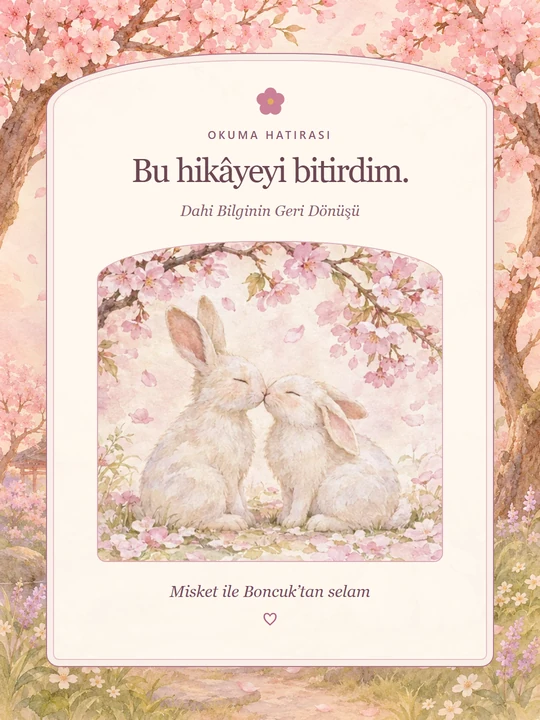 OKUMA HATIRASI
Bu hikâyeyi bitirdim.
Dahi Bilginin Geri Dönüşü
Misket ile Boncuk’tan selam